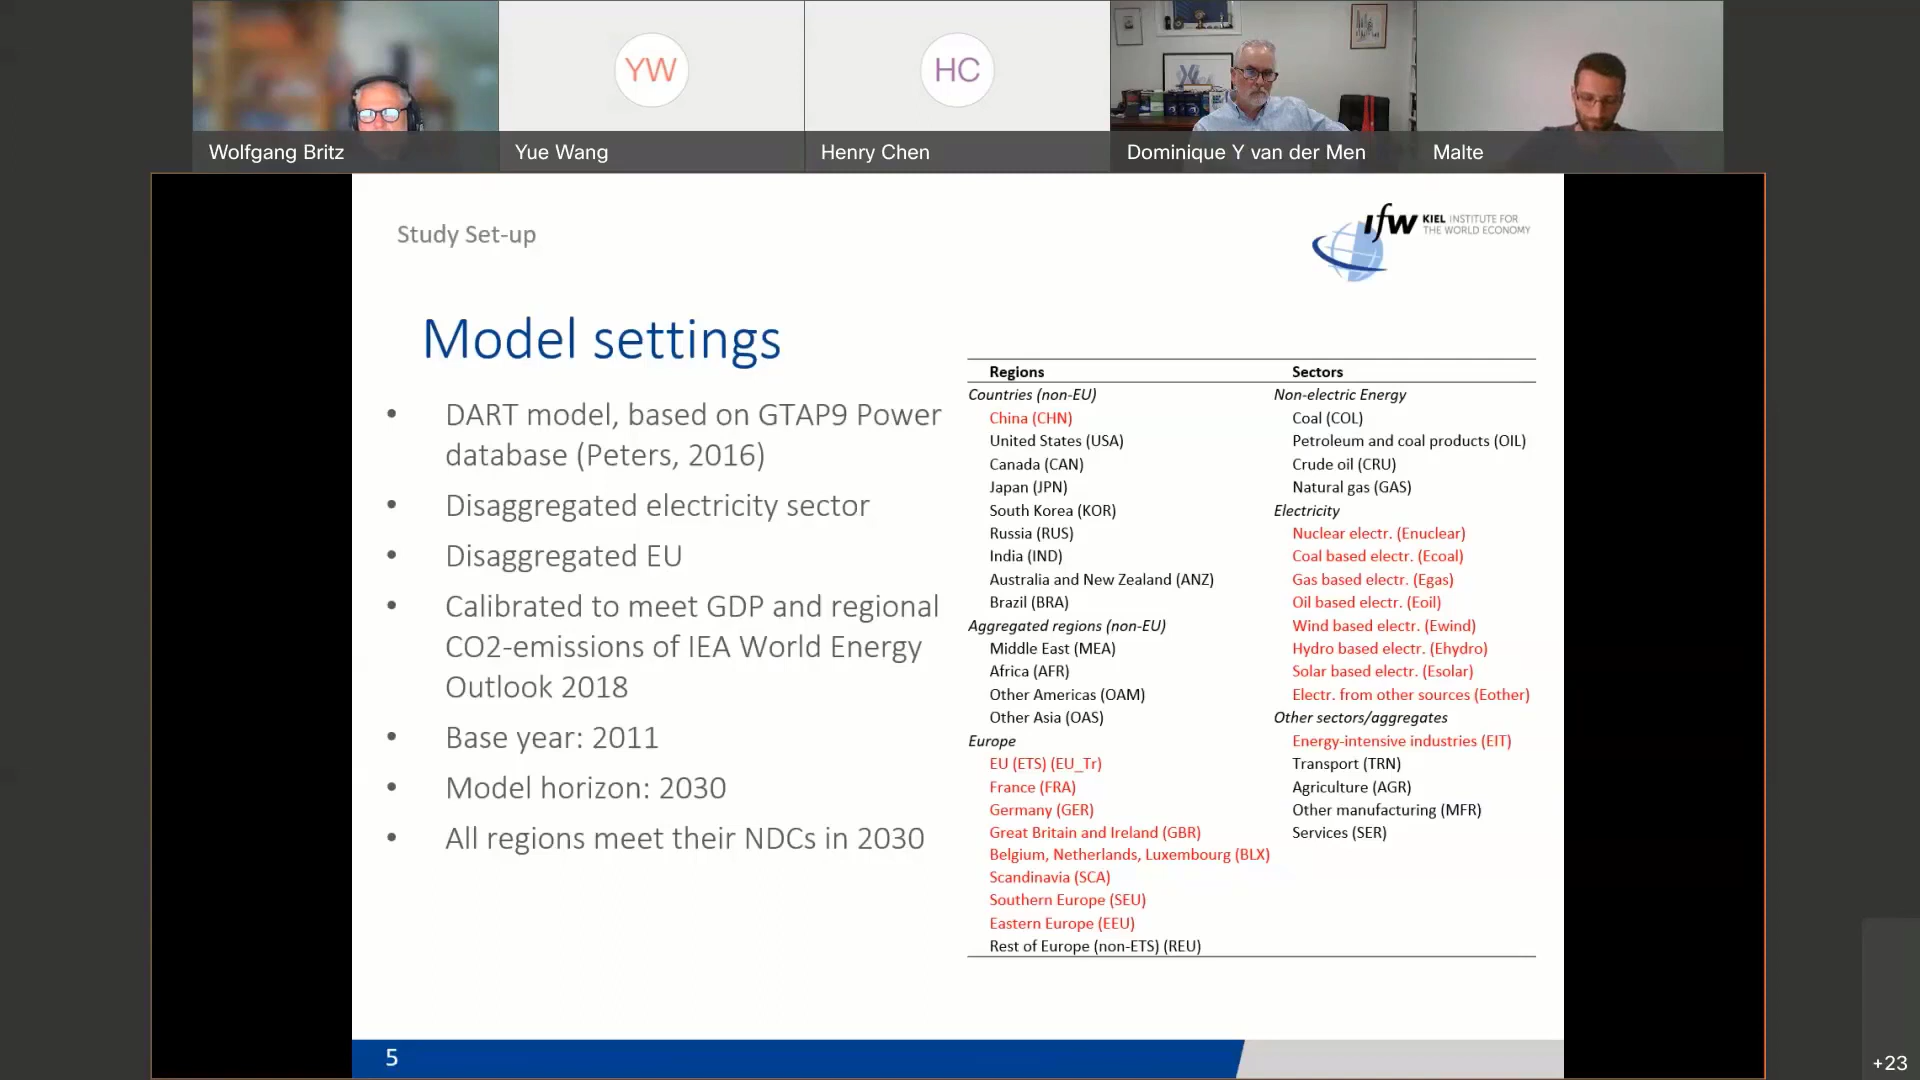 YW
HC
Wolfgang Britz
Yue Wang
Henry Chen
Dominique Y van der Men
Malte
Study Set-up
ifw KIEL INSTITUTE FOR
THE WORLD ECONOMY
Model settings
• DART model, based on GTAP9 Power
database (Peters, 2016)
• Disaggregated electricity sector
• Disaggregated EU
• Calibrated to meet GDP and regional
CO2-emissions of IEA World Energy
Outlook 2018
• Base year: 2011
• Model horizon: 2030
• All regions meet their NDCs in 2030
Regions Sectors
Countries (non-EU) Non-electric Energy
China (CHN) Coal (COL)
United States (USA) Petroleum and coal products (OIL)
Canada (CAN) Crude oil (CRU)
Japan (JPN) Natural gas (GAS)
South Korea (KOR) Electricity
Russia (RUS) Nuclear electr. (Enuclear)
India (IND) Coal based electr. (Ecoal)
Australia and New Zealand (ANZ) Gas based electr. (Egas)
Brazil (BRA) Oil based electr. (Eoil)
Aggregated regions (non-EU) Wind based electr. (Ewind)
Middle East (MEA) Hydro based electr. (Ehydro)
Africa (AFR) Solar based electr. (Esolar)
Other Americas (OAM) Electr. from other sources (Eother)
Other Asia (OAS) Other sectors/aggregates
Europe Energy-intensive industries (EIT)
EU (ETS) (EU_Tr) Transport (TRN)
France (FRA) Agriculture (AGR)
Germany (GER) Other manufacturing (MFR)
Great Britain and Ireland (GBR) Services (SER)
Belgium, Netherlands, Luxembourg (BLX)
Scandinavia (SCA)
Southern Europe (SEU)
Eastern Europe (EEU)
Rest of Europe (non-ETS) (REU)
5
+23